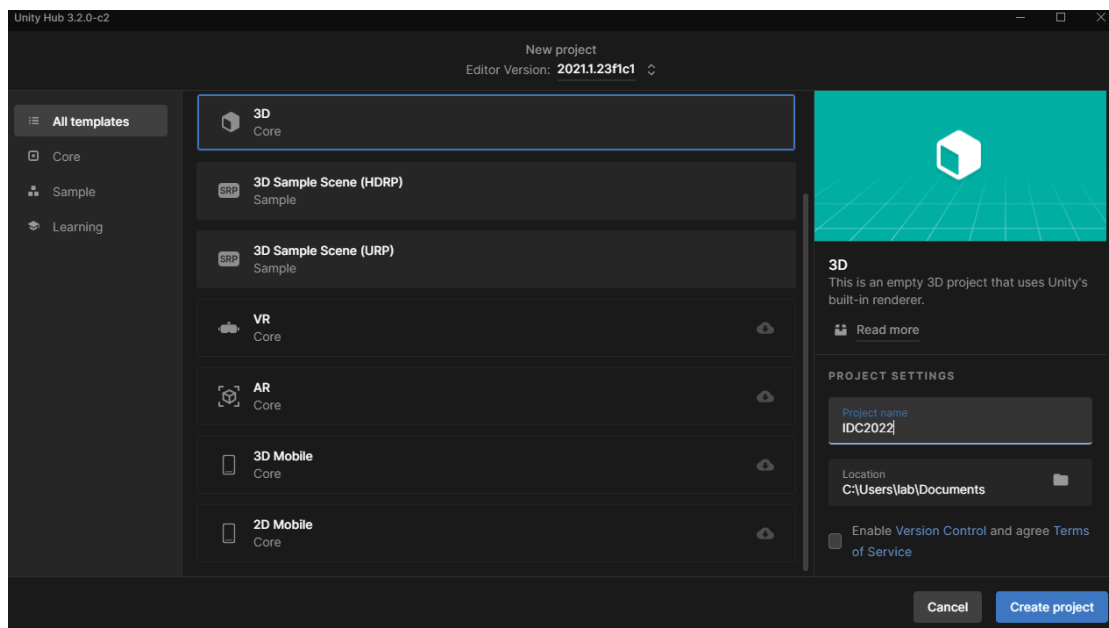 Unity Hub 3.2.0-c2
New project
Editor Version: 2021.1.23f1c1
All templates
Core
Sample
Learning
3D
Core
SRP
3D Sample Scene (HDRP)
Sample
SRP
3D Sample Scene (URP)
Sample
VR
Core
AR
Core
3D Mobile
Core
2D Mobile
Core
3D
This is an empty 3D project that uses Unity's
built-in renderer.
Read more
PROJECT SETTINGS
Project name
IDC2022
Location
C:\Users\lab\Documents
Enable Version Control and agree Terms
of Service
Cancel
Create project